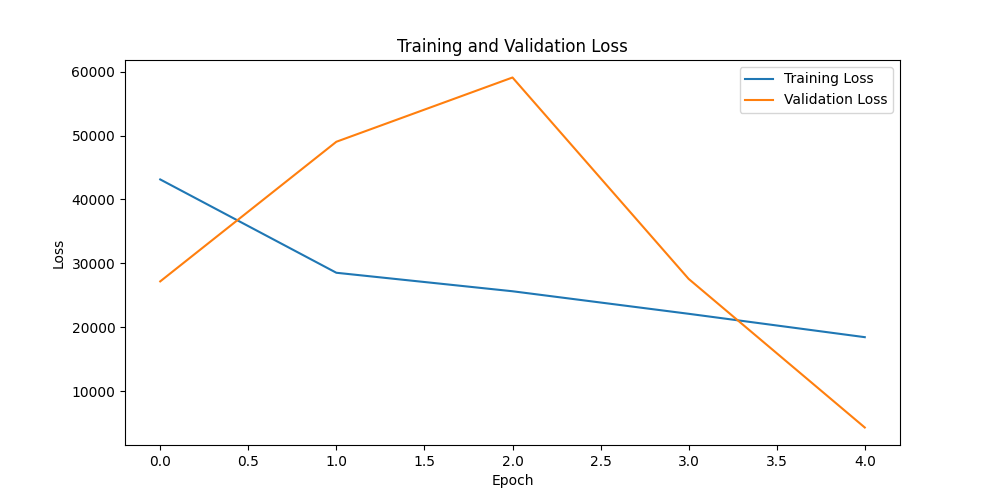 Training and Validation Loss
Training Loss
Validation Loss
Loss
60000
50000
40000
30000
20000
10000
0.0 0.5 1.0 1.5 2.0 2.5 3.0 3.5 4.0
Epoch